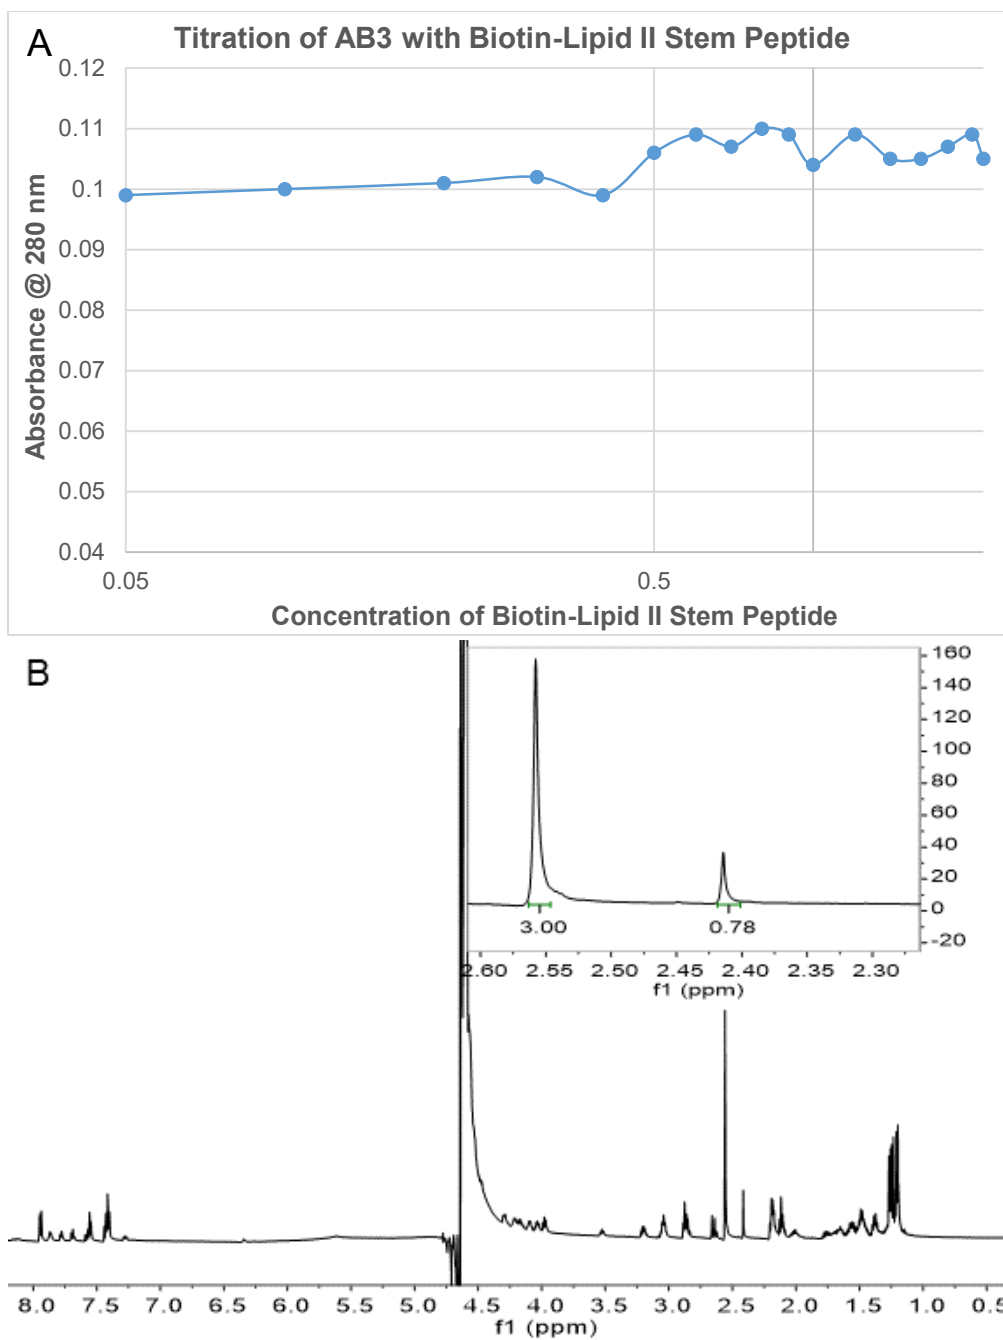 A
Titration of AB3 with Biotin-Lipid II Stem Peptide
0.12
0.11
0.1
0.09
0.08
0.07
0.06
0.05
0.04
Absorbance @ 280 nm
0.05 0.5
Concentration of Biotin-Lipid II Stem Peptide
B
160
140
120
100
80
60
40
20
0
-20
3.00 0.78
2.60 2.55 2.50 2.45 2.40 2.35 2.30
f1 (ppm)
8.0 7.5 7.0 6.5 6.0 5.5 5.0 4.5 4.0 3.5 3.0 2.5 2.0 1.5 1.0 0.5
f1 (ppm)